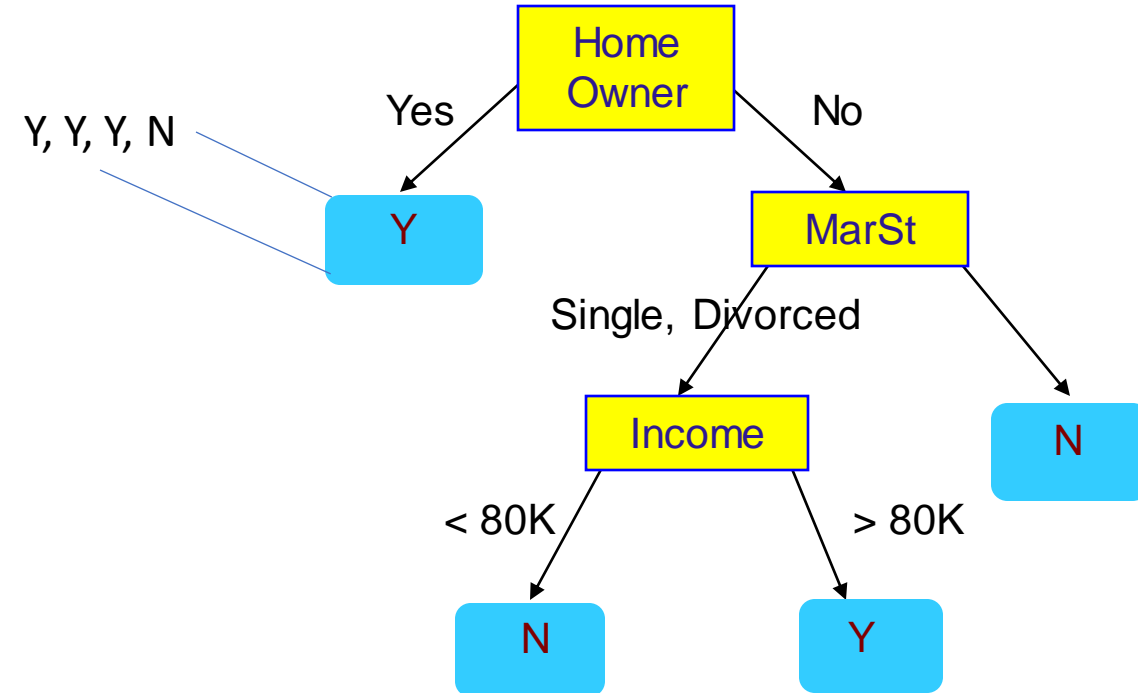 Home
Owner
Yes
No
Y, Y, Y, N
Y
MarSt
Single, Divorced
Income
N
< 80K
> 80K
N
Y